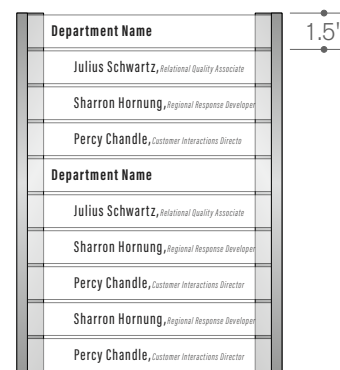 Department Name
1.5'
Julius Schwartz, Relational Quality Associate
Sharron Hornung, Regional Response Developer
Percy Chandle, Customer Interactions Directo
Department Name
Julius Schwartz, Relational Quality Associate
Sharron Hornung, Regional Response Developer
Percy Chandle, Customer Interactions Director
Sharron Hornung, Regional Response Developer
Percy Chandle, Customer Interactions Director